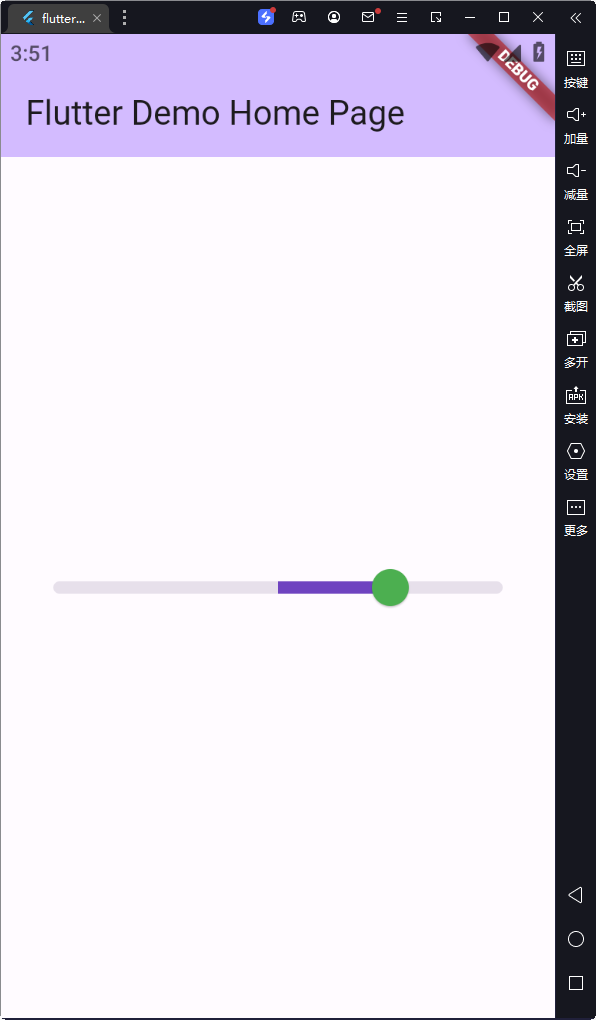 flutter...
3:51
DEBUG
Flutter Demo Home Page
按键
加量
减量
全屏
截图
多开
APK
安装
设置
更多